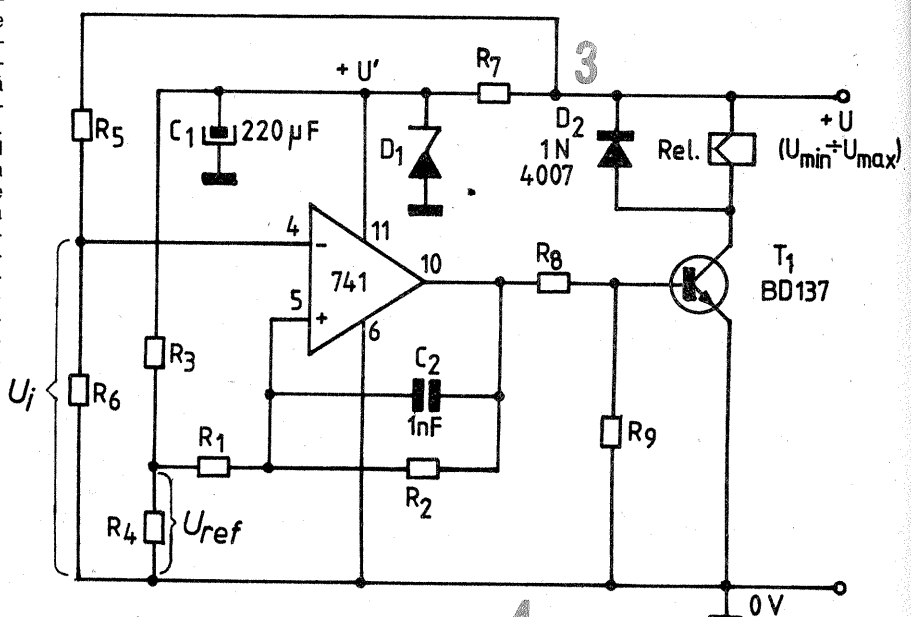 3
R7
+ U'
+ U
(Umin÷Umax)
R5
C1 220 µF
D1
D2
1N
4007
Rel.
4
−
11
741
10
5
+
6
R8
T1
BD137
R3
C2
1nF
Ui
R6
R1
R2
R9
R4
Uref
0 V
4